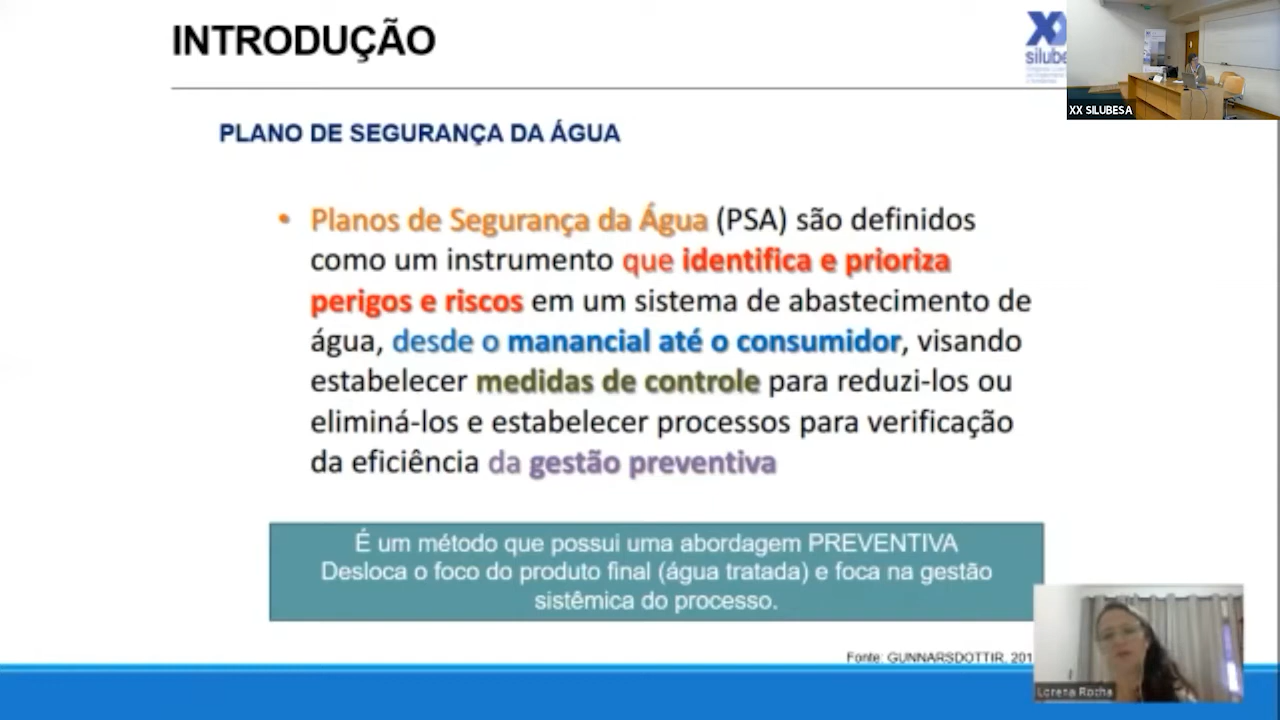 INTRODUÇÃO
silube
XX SILUBESA
PLANO DE SEGURANÇA DA ÁGUA
• Planos de Segurança da Água (PSA) são definidos
como um instrumento que identifica e prioriza
perigos e riscos em um sistema de abastecimento de
água, desde o manancial até o consumidor, visando
estabelecer medidas de controle para reduzi-los ou
eliminá-los e estabelecer processos para verificação
da eficiência da gestão preventiva
É um método que possui uma abordagem PREVENTIVA
Desloca o foco do produto final (água tratada) e foca na gestão
sistêmica do processo.
Fonte: GUNNARSDOTTIR, 201
Lorena Rocha